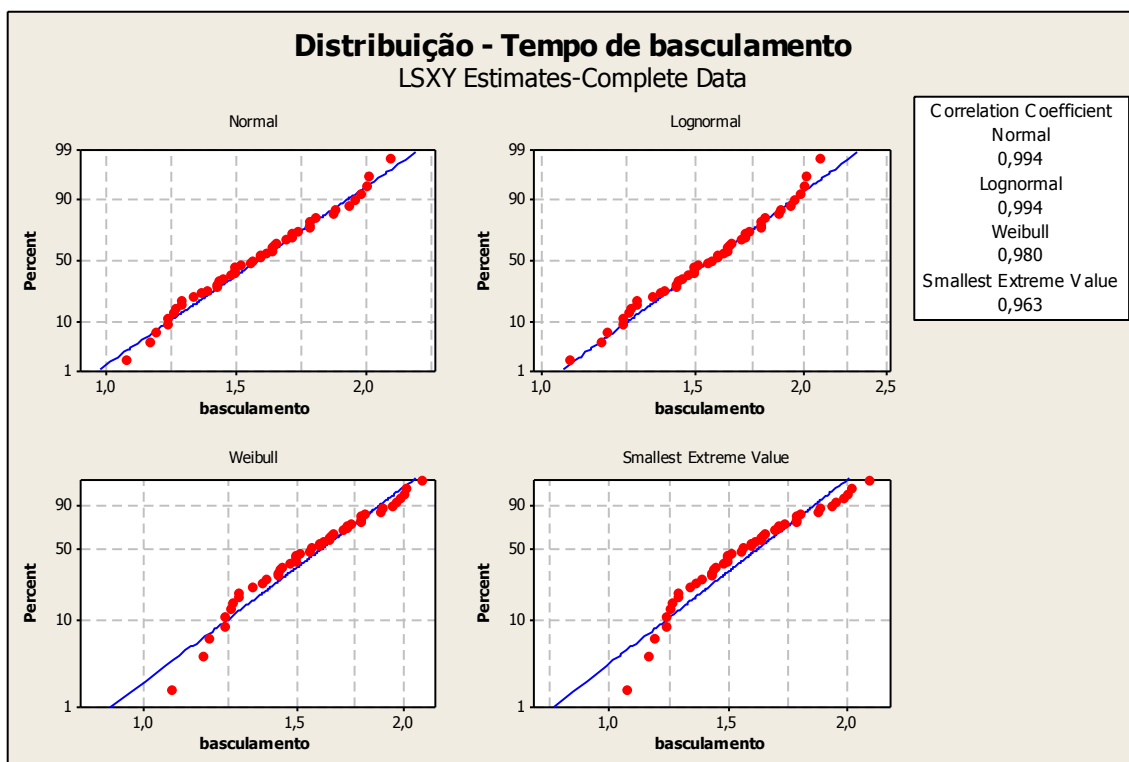 Distribuição - Tempo de basculamento
LSXY Estimates-Complete Data
Normal
99
90
50
10
1
Percent
1,0
1,5
2,0
basculamento
Lognormal
99
90
50
10
1
Percent
1,0
1,5
2,0
2,5
basculamento
Correlation Coefficient
Normal
0,994
Lognormal
0,994
Weibull
0,980
Smallest Extreme Value
0,963
Weibull
90
50
10
1
Percent
1,0
1,5
2,0
basculamento
Smallest Extreme Value
90
50
10
1
Percent
1,0
1,5
2,0
basculamento